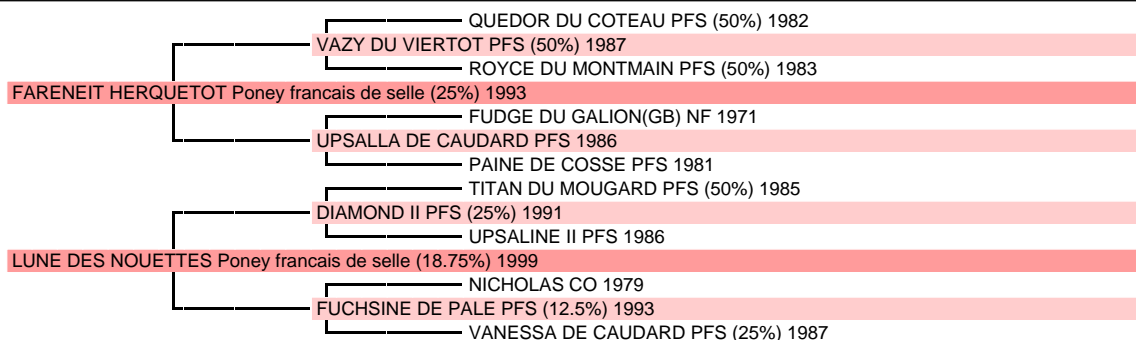 QUEDOR DU COTEAU PFS (50%) 1982
VAZY DU VIERTOT PFS (50%) 1987
ROYCE DU MONTMAIN PFS (50%) 1983
FARENEIT HERQUETOT Poney francais de selle (25%) 1993
FUDGE DU GALION(GB) NF 1971
UPSALLA DE CAUDARD PFS 1986
PAINE DE COSSE PFS 1981
TITAN DU MOUGARD PFS (50%) 1985
DIAMOND II PFS (25%) 1991
UPSALINE II PFS 1986
LUNE DES NOUETTES Poney francais de selle (18.75%) 1999
NICHOLAS CO 1979
FUCHSINE DE PALE PFS (12.5%) 1993
VANESSA DE CAUDARD PFS (25%) 1987